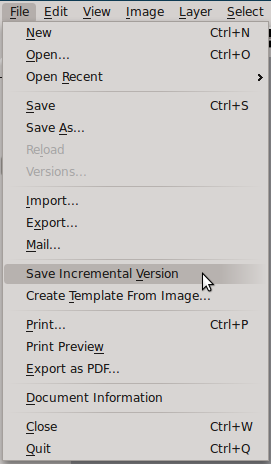 File Edit View Image Layer Select
New Ctrl+N
Open... Ctrl+O
Open Recent
Save Ctrl+S
Save As...
Reload
Versions...
Import...
Export...
Mail...
Save Incremental Version
Create Template From Image...
Print... Ctrl+P
Print Preview
Export as PDF...
Document Information
Close Ctrl+W
Quit Ctrl+Q